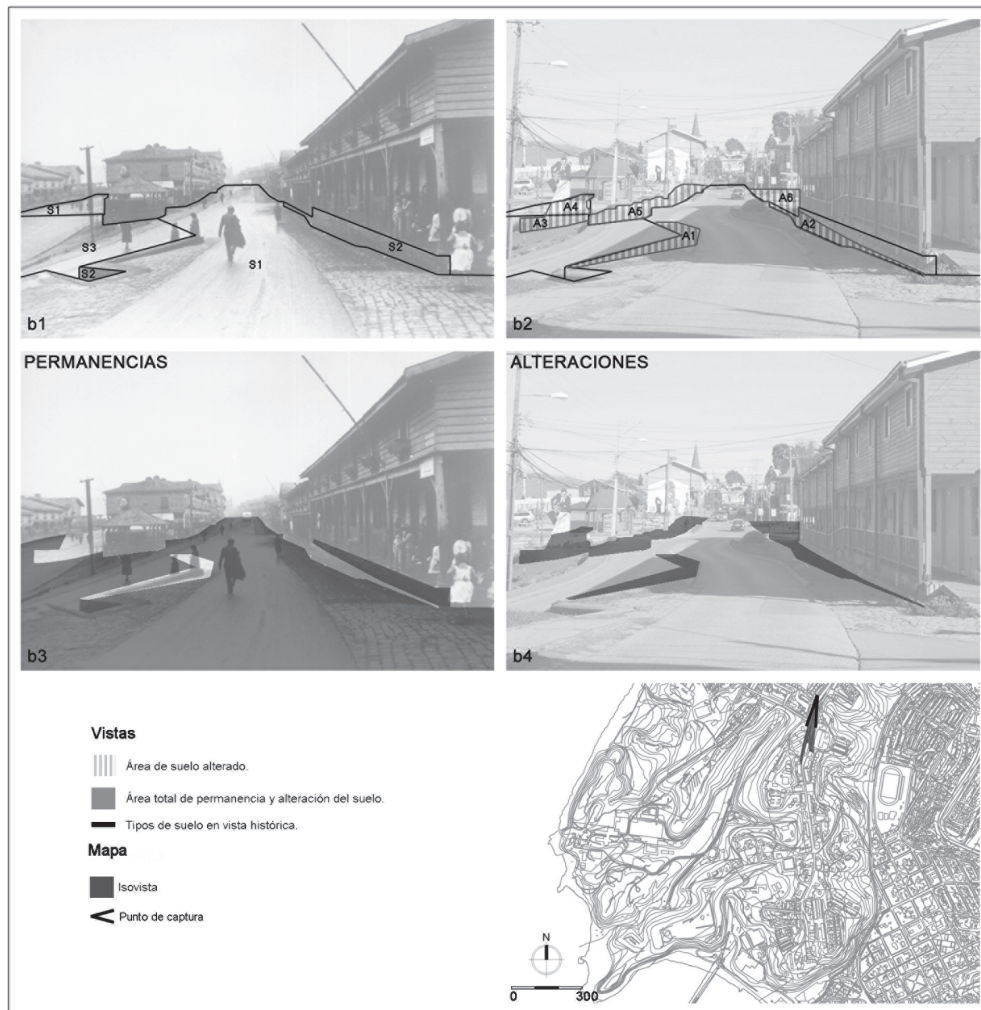 S1
S3
S2
S1
S2
b1
A4
A3
A5
A1
A6
A2
b2
PERMANENCIAS
b3
ALTERACIONES
b4
Vistas
Área de suelo alterado.
Área total de permanencia y alteración del suelo.
Tipos de suelo en vista histórica.
Mapa
Isovista
Punto de captura
N
0 300